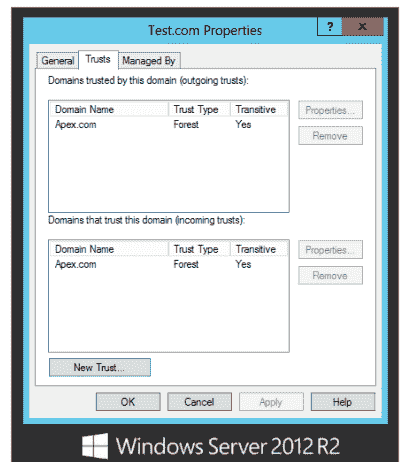 Test.com Properties
? x
General Trusts Managed By
Domains trusted by this domain (outgoing trusts):
Domain Name Trust Type Transitive
Apex.com Forest Yes
Properties...
Remove
Domains that trust this domain (incoming trusts):
Domain Name Trust Type Transitive
Apex.com Forest Yes
Properties...
Remove
New Trust...
OK Cancel Apply Help
Windows Server 2012 R2